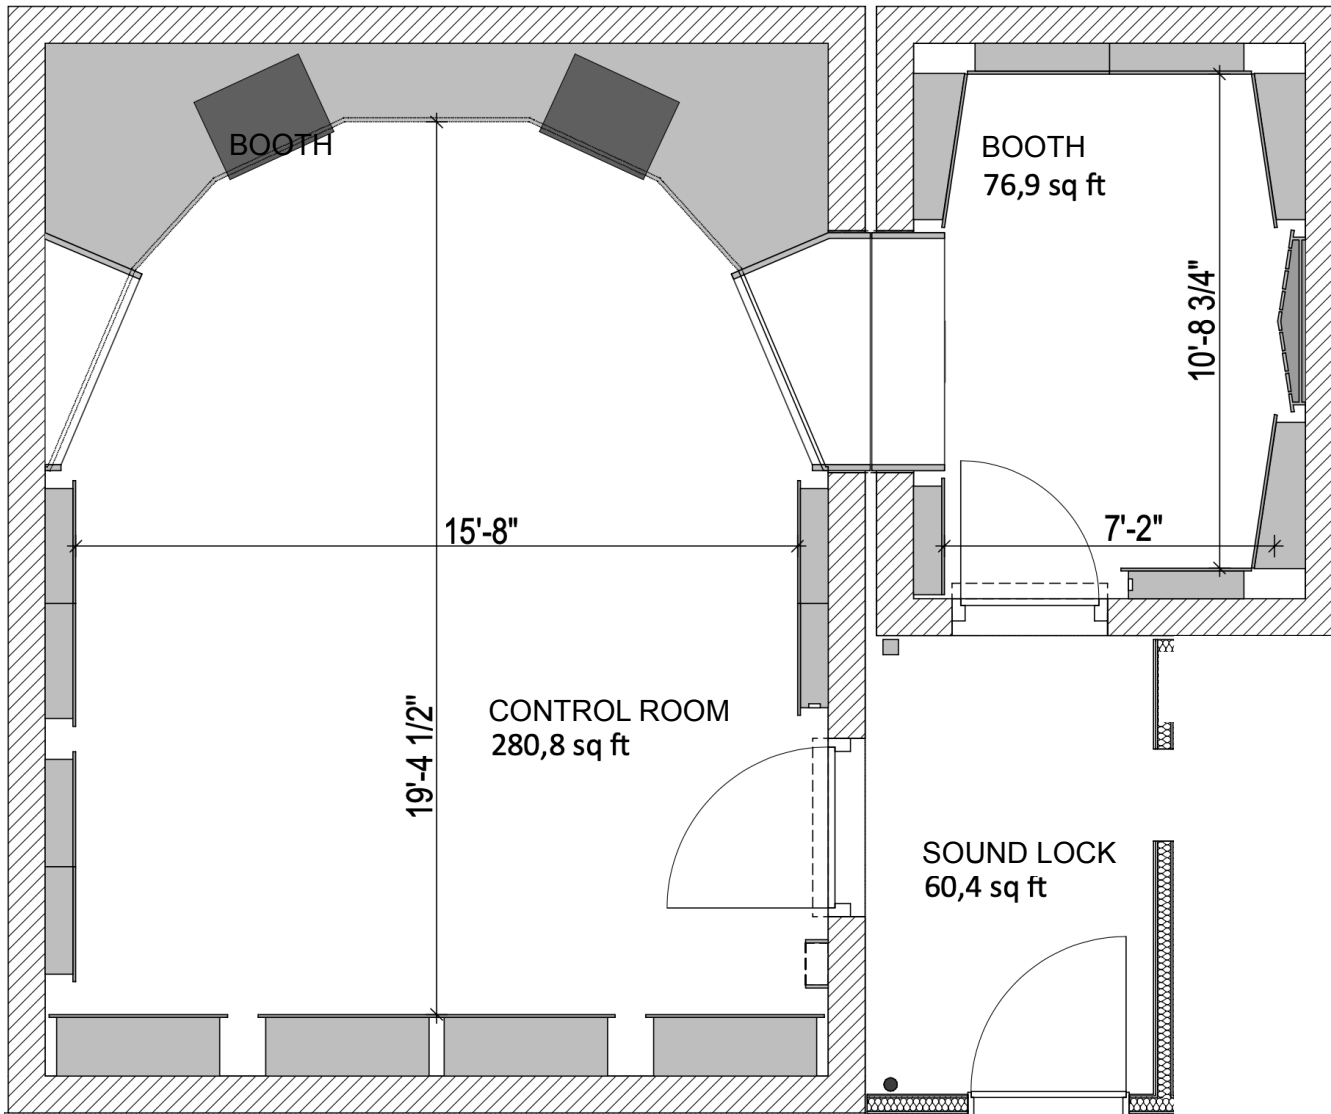 BOOTH
BOOTH
76,9 sq ft
10'-8 3/4"
15'-8"
7'-2"
CONTROL ROOM
280,8 sq ft
19'-4 1/2"
SOUND LOCK
60,4 sq ft